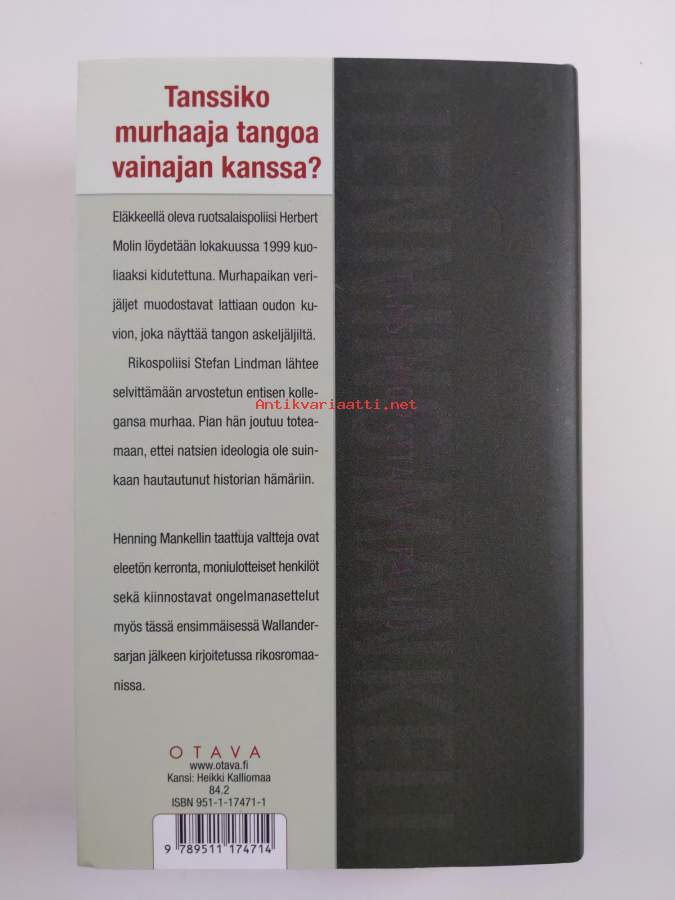 Tanssiko
murhaaja tangoa
vainajan kanssa?
Eläkkeellä oleva ruotsalaispoliisi Herbert
Molin löydetään lokakuussa 1999 kuo-
liaaksi kidutettuna. Murhapaikan veri-
jäljet muodostavat lattiaan oudon ku-
vion, joka näyttää tangon askeljäljiltä.
Rikospoliisi Stefan Lindman lähtee
selvittämään arvostetun entisen kolle-
gansa murhaa. Pian hän joutuu totea-
maan, ettei natsien ideologia ole suin-
kaan hautautunut historian hämäriin.
Henning Mankellin taattuja valtteja ovat
eleetön kerronta, moniulotteiset henkilöt
sekä kiinnostavat ongelmanasettelut
myös tässä ensimmäisessä Wallander-
sarjan jälkeen kirjoitetussa rikosromaa-
nissa.
OTAVA
www.otava.fi
Kansi: Heikki Kalliomaa
84.2
ISBN 951-1-17471-1
9 789511 174714
HENNING MANKELL
Antikvariaatti.net